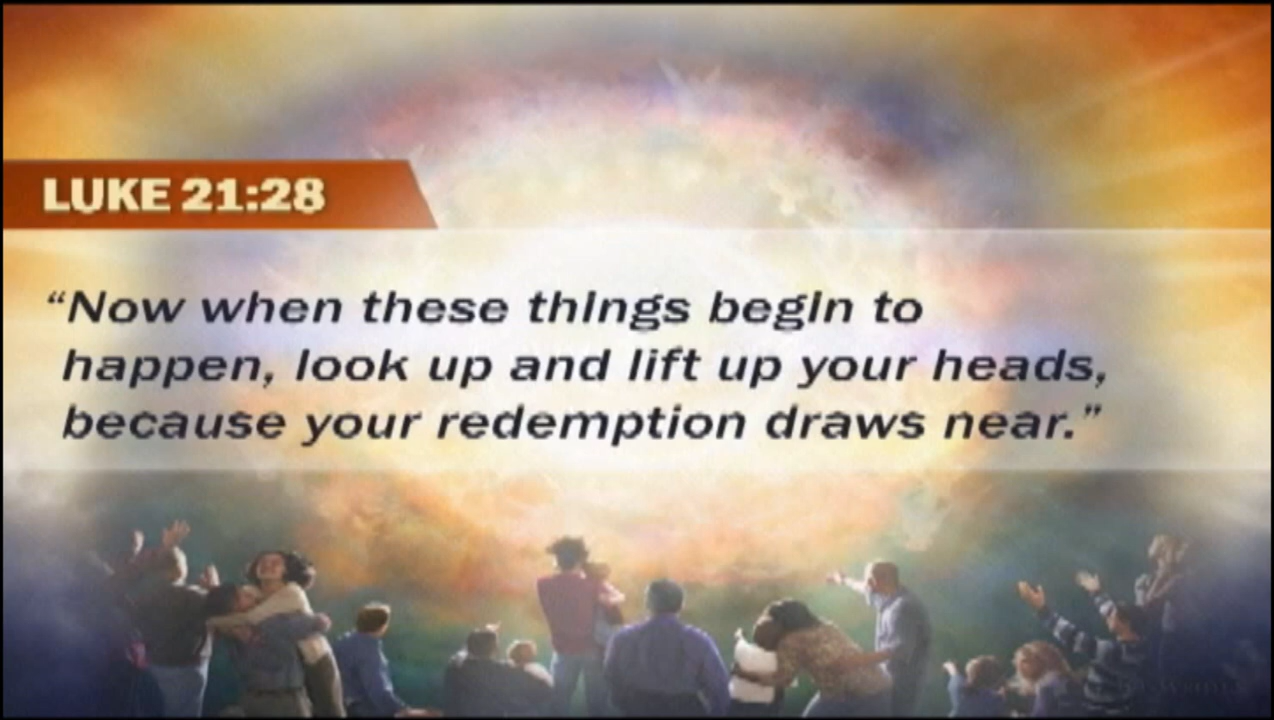 LUKE 21:28
“Now when these things begin to
happen, look up and lift up your heads,
because your redemption draws near.”